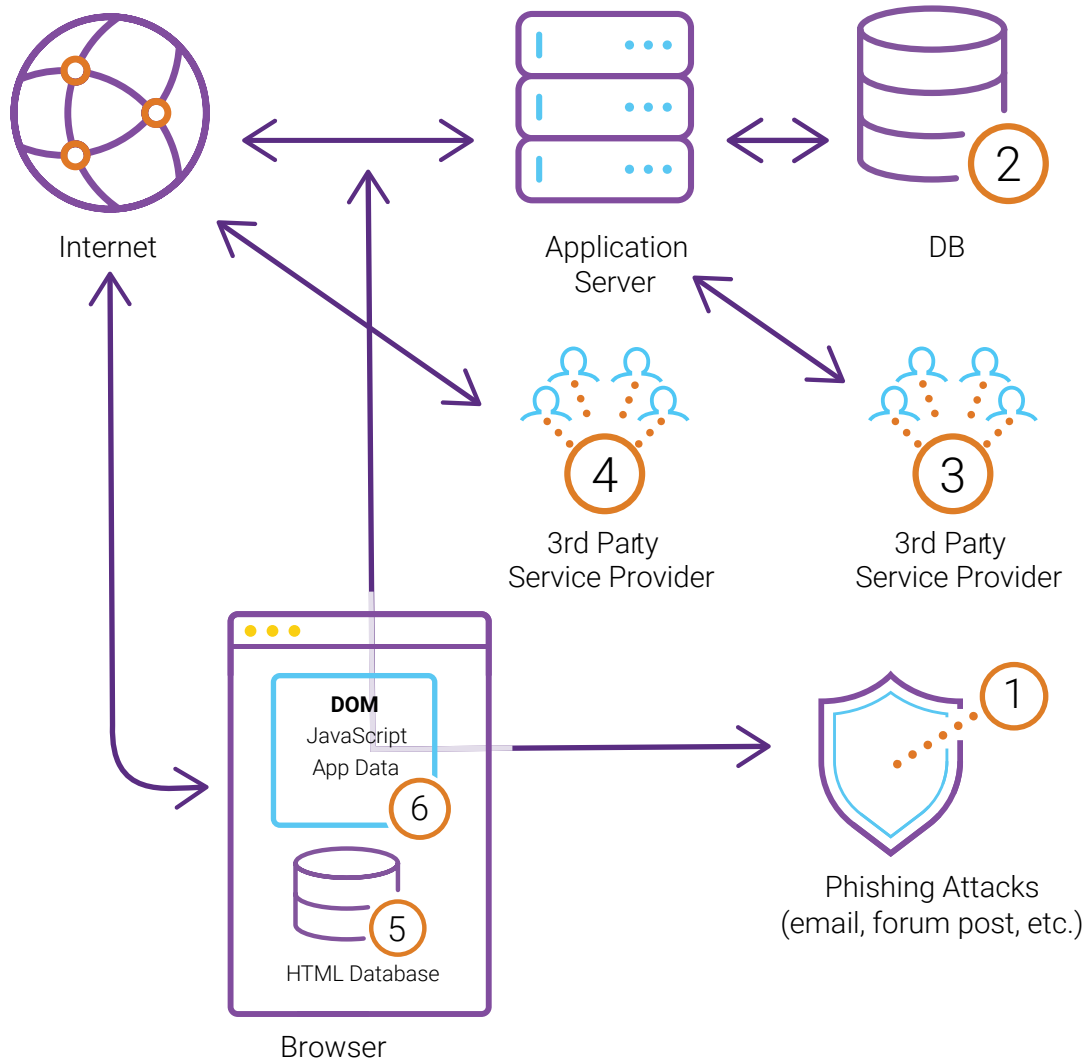 2
Internet
Application
Server
DB
4
3
3rd Party
Service Provider
3rd Party
Service Provider
DOM
JavaScript
App Data
6
1
5
HTML Database
Phishing Attacks
(email, forum post, etc.)
Browser